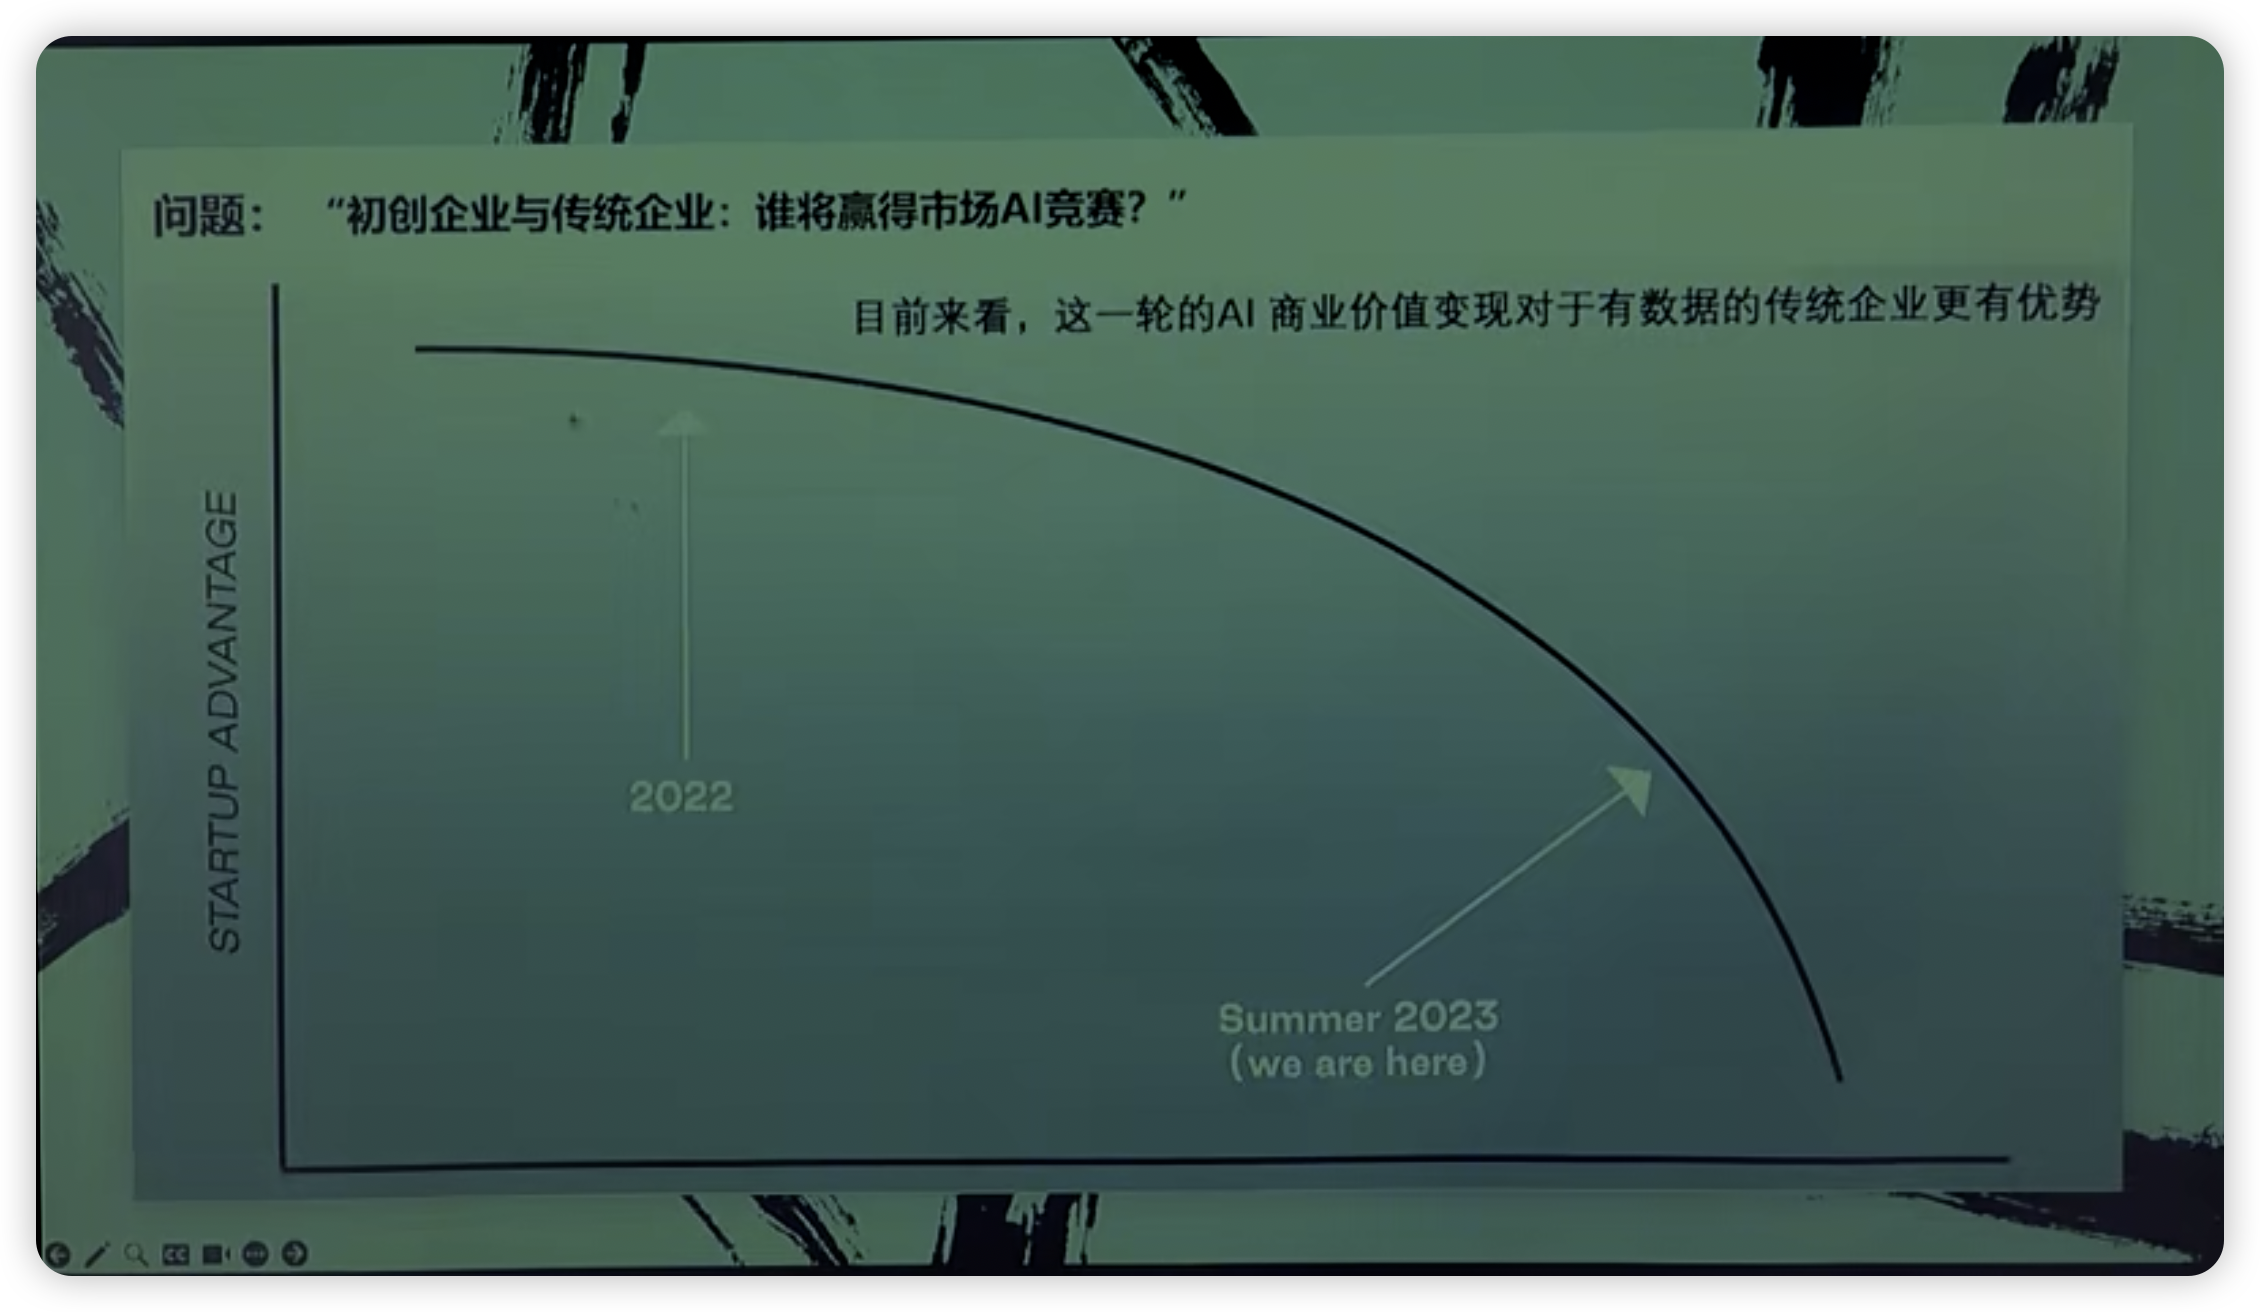 问题： “初创企业与传统企业：谁将赢得市场AI竞赛？”
目前来看，这一轮的AI 商业价值变现对于有数据的传统企业更有优势
STARTUP ADVANTAGE
2022
Summer 2023
(we are here)
CC